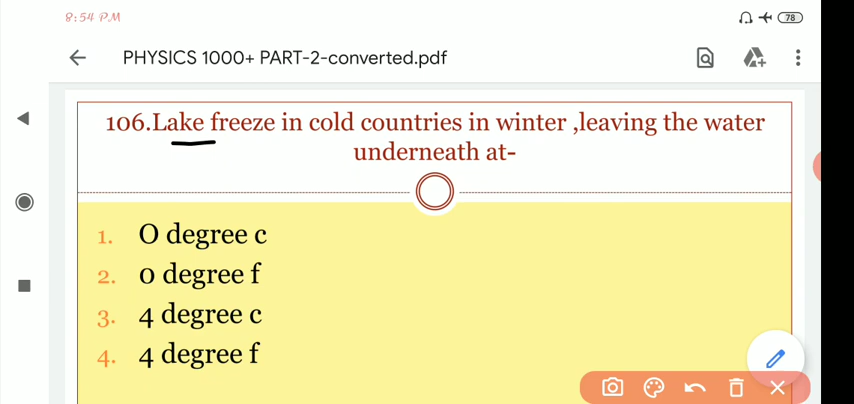 8:54 PM
78
PHYSICS 1000+ PART-2-converted.pdf
106.Lake freeze in cold countries in winter ,leaving the water
underneath at-
1. O degree c
2. 0 degree f
3. 4 degree c
4. 4 degree f